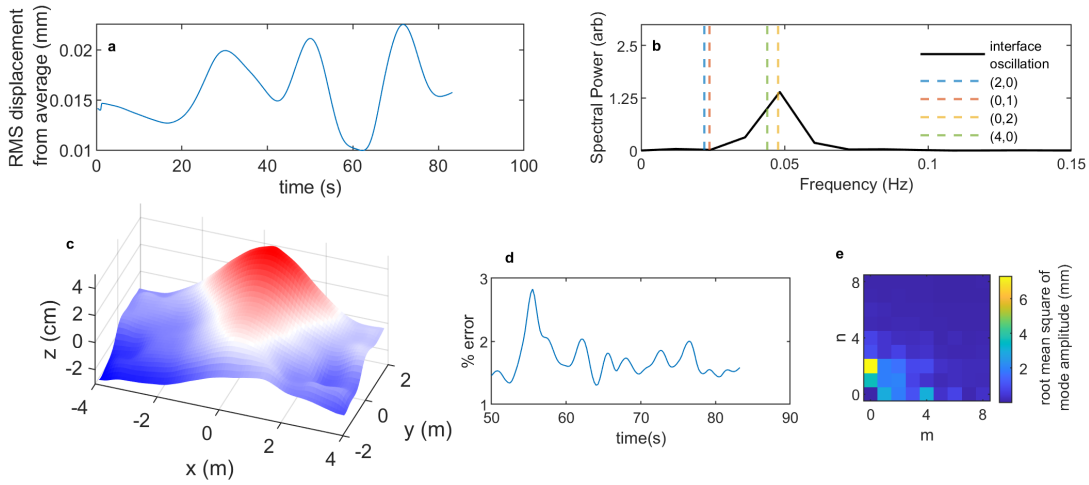 a
RMS displacement
from average (mm)
0.02
0.015
0.01
0
20
40
60
80
100
time (s)
b
Spectral Power (arb)
2.5
1.25
0
0
0.05
0.1
0.15
Frequency (Hz)
interface
oscillation
(2,0)
(0,1)
(0,2)
(4,0)
c
z (cm)
4
2
0
-2
-4
-2
0
2
4
x (m)
-2
0
2
y (m)
d
% error
3
2
1
50
60
70
80
90
time(s)
e
n
8
4
0
0
4
8
m
6
4
2
root mean square of
mode amplitude (mm)